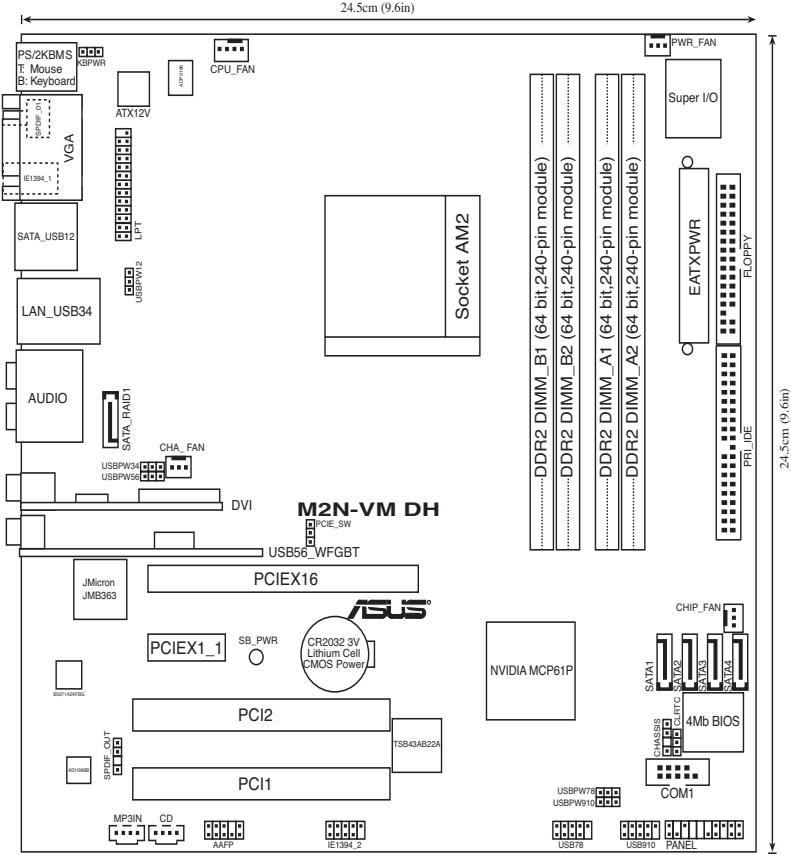 24.5cm (9.6in)
PS/2KBMS
T: Mouse
B: Keyboard
KBPWR
CPU_FAN
PWR_FAN
ATX12V
Super I/O
SPDIF_O1
VGA
IE1394_1
LPT
SATA_USB12
USBPW12
LAN_USB34
AUDIO
SATA_RAID1
Socket AM2
DDR2 DIMM_B1 (64 bit,240-pin module)
DDR2 DIMM_B2 (64 bit,240-pin module)
DDR2 DIMM_A1 (64 bit,240-pin module)
DDR2 DIMM_A2 (64 bit,240-pin module)
EATXPWR
FLOPPY
PRI_IDE
24.5cm (9.6in)
CHA_FAN
USBPW34
USBPW56
DVI
M2N-VM DH
PCIE_SW
USB56_WFGBT
JMicron
JMB363
PCIEX16
ASUS
PCIEX1_1
SB_PWR
CR2032 3V
Lithium Cell
CMOS Power
NVIDIA MCP61P
CHIP_FAN
SATA1
SATA2
SATA3
SATA4
4Mb BIOS
CHASSIS
CLRTC
PCI2
TSB43AB22A
SPDIF_OUT
PCI1
COM1
USBPW78
USBPW910
MP3IN
CD
AAFP
IE1394_2
USB78
USB910
PANEL